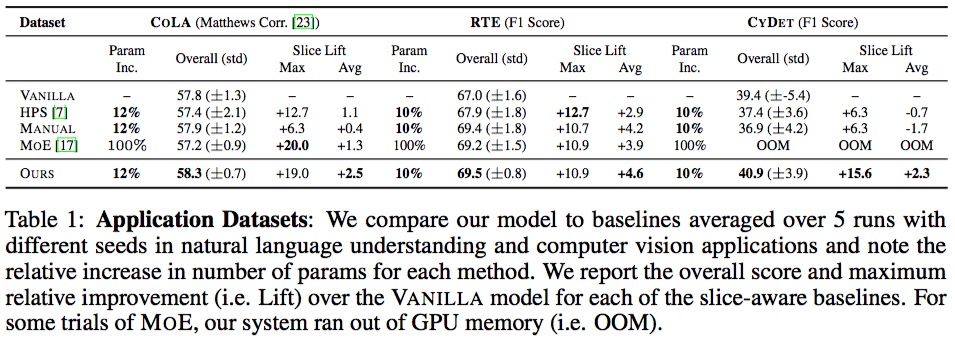 Dataset COLA (Matthews Corr. [23]) RTE (F1 Score) CYDET (F1 Score)
Param Inc. Overall (std) Slice Lift Max Avg Param Inc. Overall (std) Slice Lift Max Avg Param Inc. Overall (std) Slice Lift Max Avg
VANILLA – 57.8 (±1.3) – – – 67.0 (±1.6) – – – 39.4 (±-5.4) – –
HPS [7] 12% 57.4 (±2.1) +12.7 1.1 10% 67.9 (±1.8) +12.7 +2.9 10% 37.4 (±3.6) +6.3 -0.7
MANUAL 12% 57.9 (±1.2) +6.3 +0.4 10% 69.4 (±1.8) +10.7 +4.2 10% 36.9 (±4.2) +6.3 -1.7
MOE [17] 100% 57.2 (±0.9) +20.0 +1.3 100% 69.2 (±1.5) +10.9 +3.9 100% OOM OOM OOM
OURS 12% 58.3 (±0.7) +19.0 +2.5 10% 69.5 (±0.8) +10.9 +4.6 10% 40.9 (±3.9) +15.6 +2.3
Table 1: Application Datasets: We compare our model to baselines averaged over 5 runs with
different seeds in natural language understanding and computer vision applications and note the
relative increase in number of params for each method. We report the overall score and maximum
relative improvement (i.e. Lift) over the VANILLA model for each of the slice-aware baselines. For
some trials of MOE, our system ran out of GPU memory (i.e. OOM).